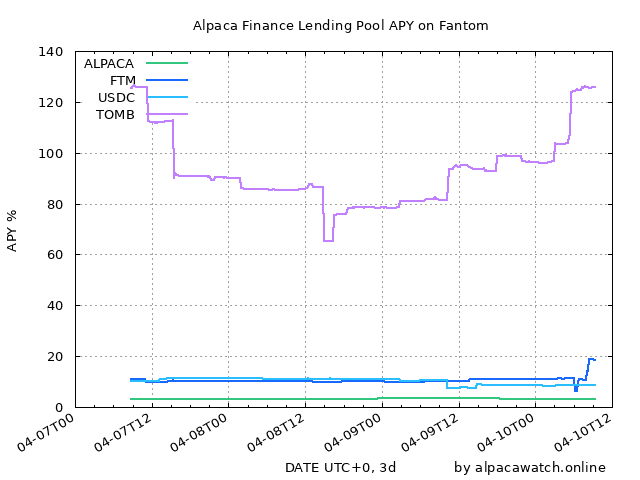 Alpaca Finance Lending Pool APY on Fantom
140
120
100
80
60
40
20
0
APY %
ALPACA
FTM
USDC
TOMB
04-07T00
04-07T12
04-08T00
04-08T12
04-09T00
04-09T12
04-10T00
04-10T12
DATE UTC+0, 3d
by alpacawatch.online